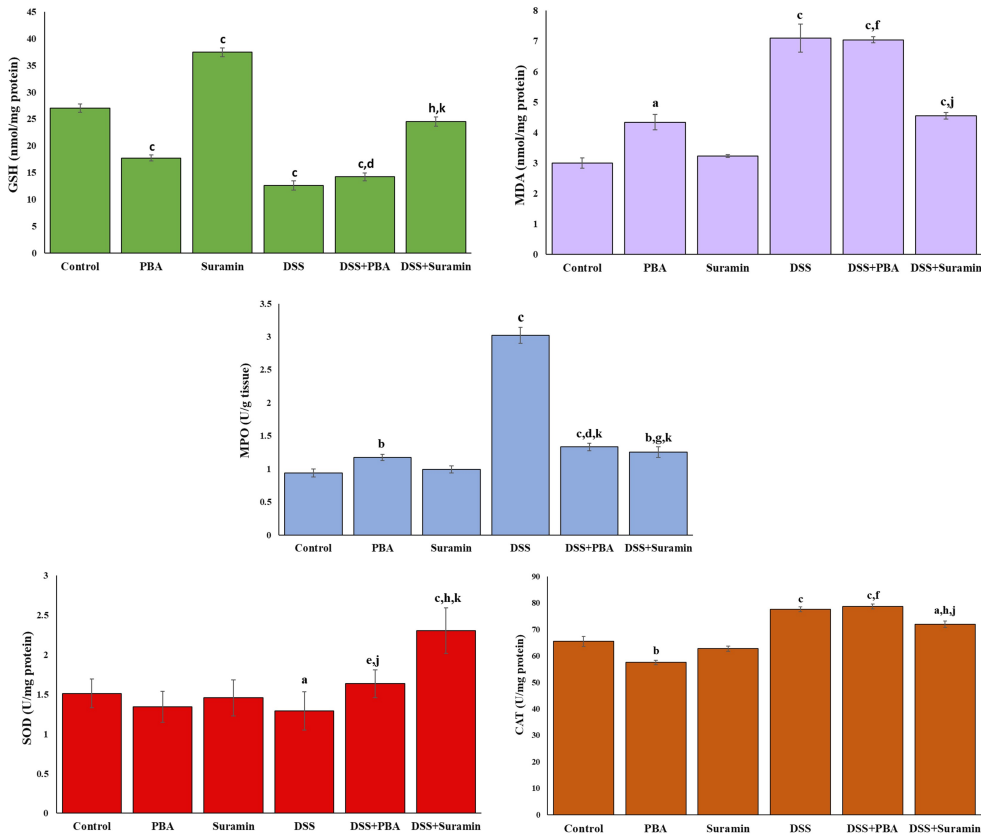 GSH (nmol/mg protein)
45
40
35
30
25
20
15
10
5
0
c
c
c
c,d
h,k
Control PBA Suramin DSS DSS+PBA DSS+Suramin
MDA (nmol/mg protein)
8
7
6
5
4
3
2
1
0
a
c
c,f
c,j
Control PBA Suramin DSS DSS+PBA DSS+Suramin
MPO (U/g tissue)
3.5
3
2.5
2
1.5
1
0.5
0
b
c
c,d,k
b,g,k
Control PBA Suramin DSS DSS+PBA DSS+Suramin
SOD (U/mg protein)
3
2.5
2
1.5
1
0.5
0
a
e,j
c,h,k
Control PBA Suramin DSS DSS+PBA DSS+Suramin
CAT (U/mg protein)
90
80
70
60
50
40
30
20
10
0
b
c
c,f
a,h,j
Control PBA Suramin DSS DSS+PBA DSS+Suramin